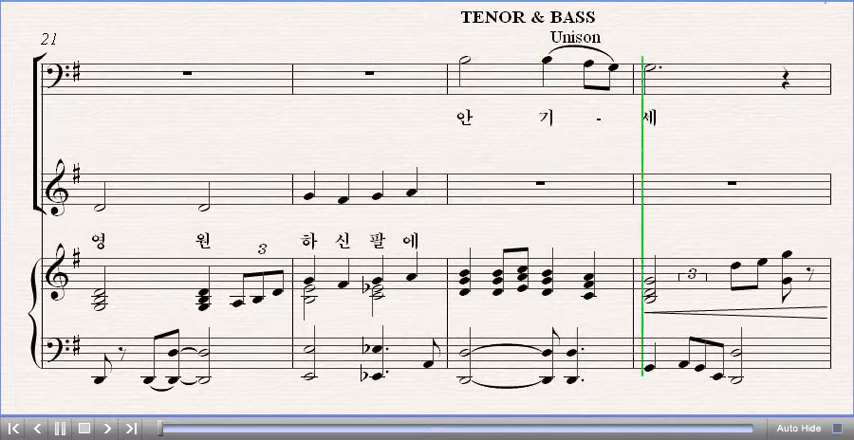 TENOR & BASS
21
Unison
안 기 - 세
영 원 하 신 팔 에
3
3
Auto Hide